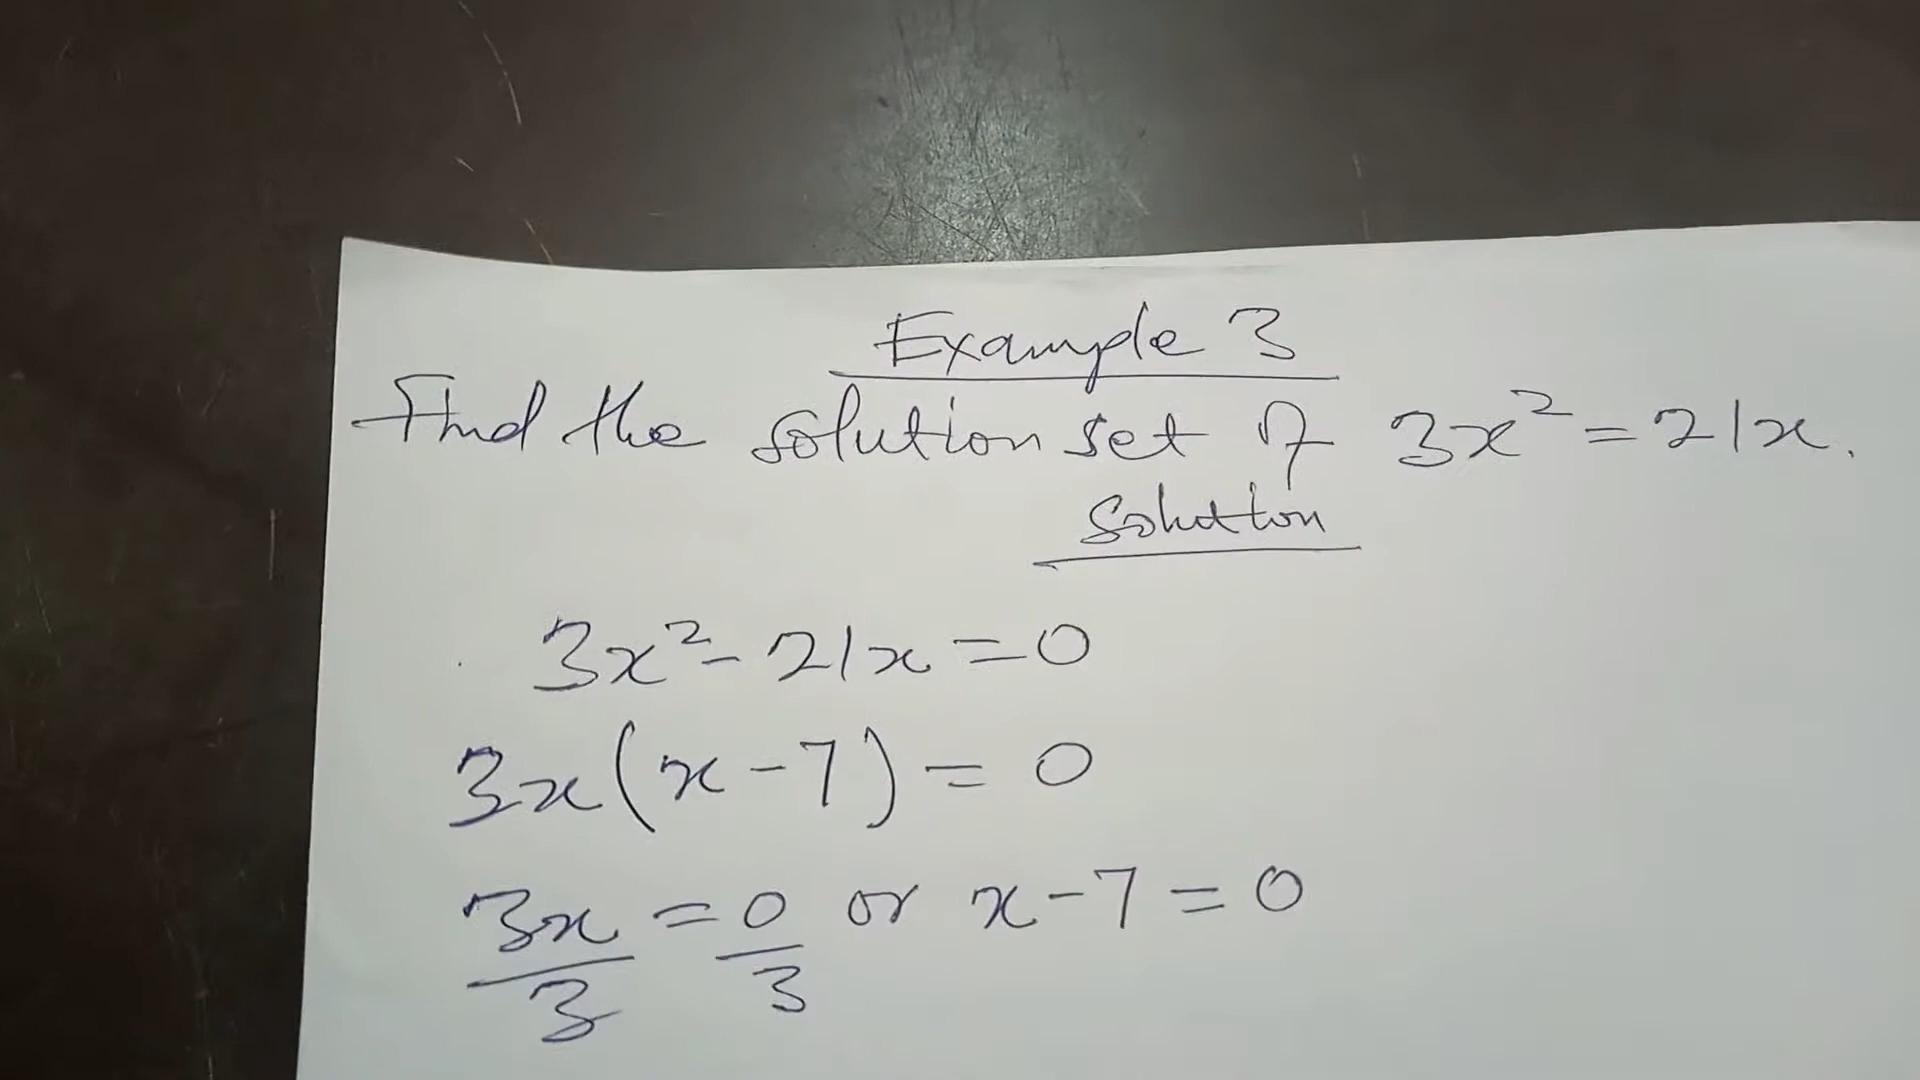 Example 3
Find the solution set of 3x² = 21x.
Solution
3x² - 21x = 0
3x(x - 7) = 0
3x/3 = 0/3 or x - 7 = 0